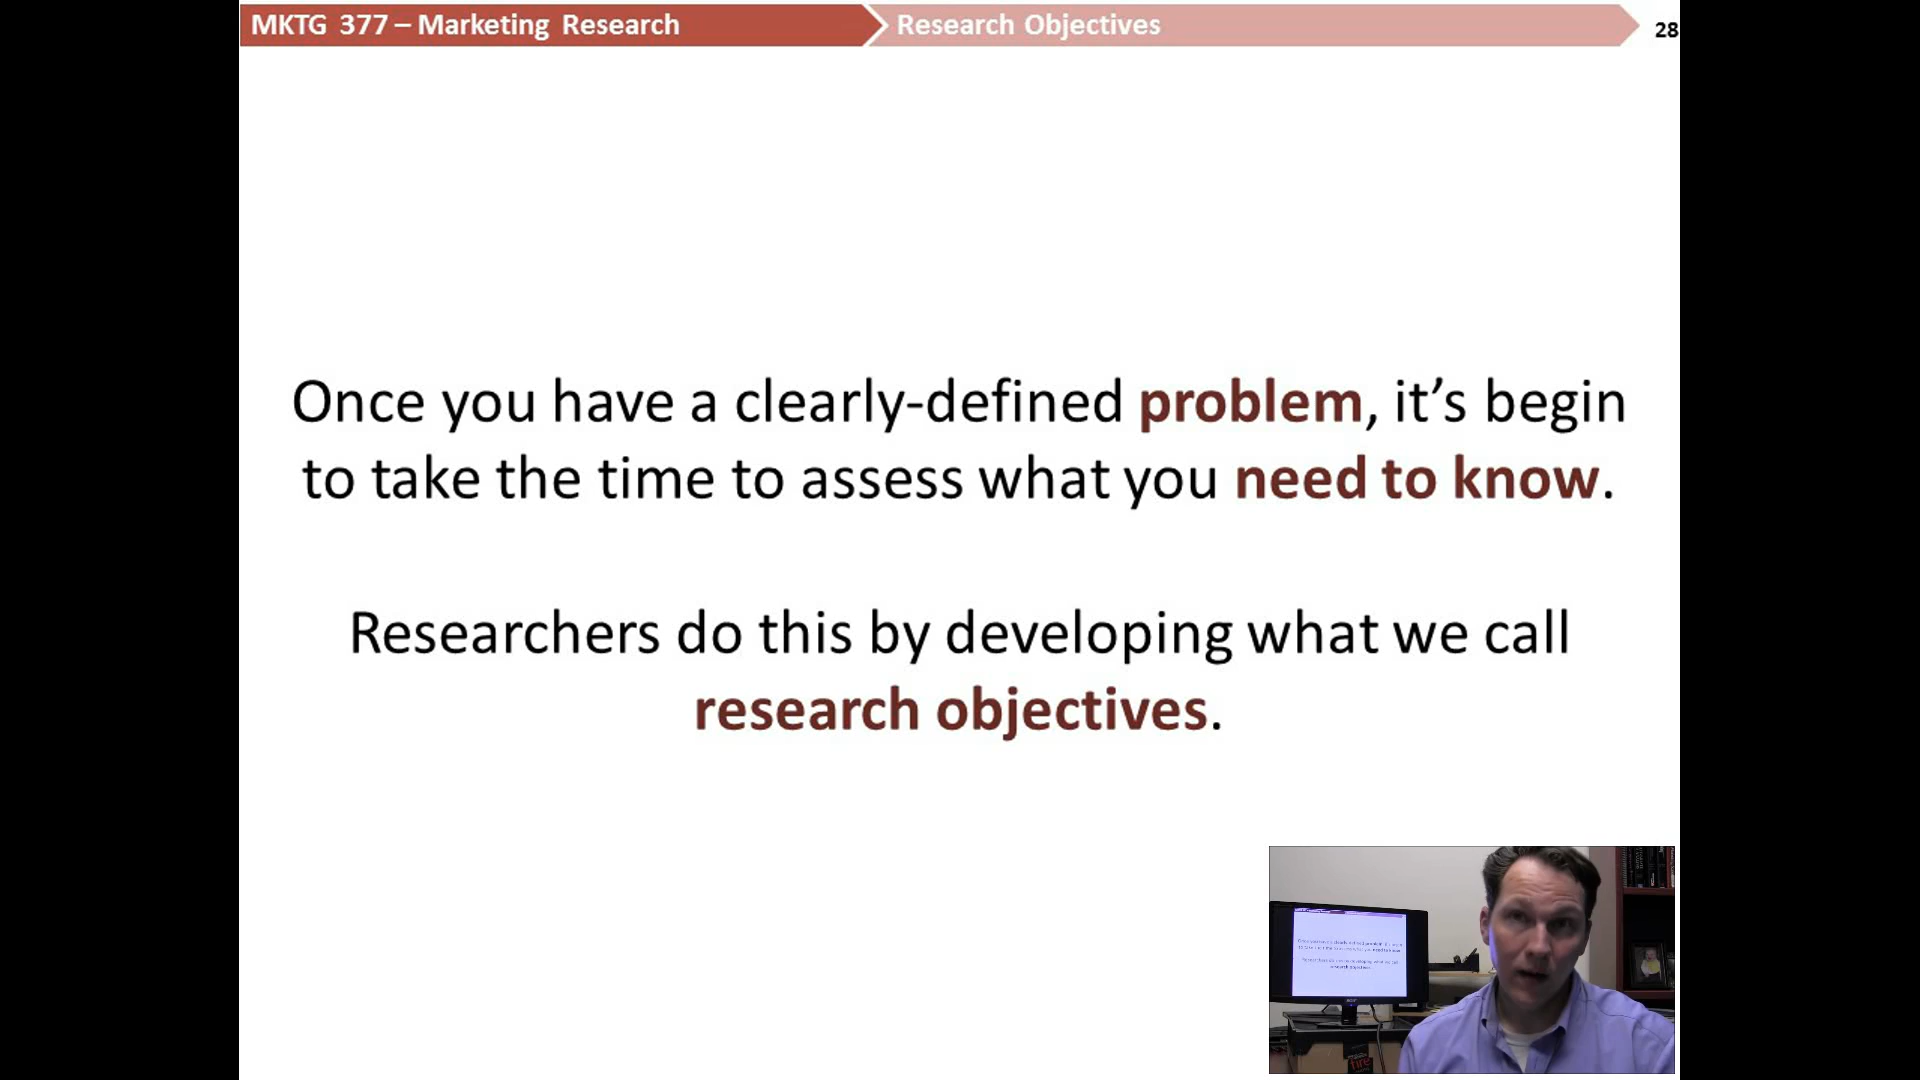 MKTG 377 – Marketing Research
Research Objectives
28
Once you have a clearly-defined problem, it's begin
to take the time to assess what you need to know.
Researchers do this by developing what we call
research objectives.
fire